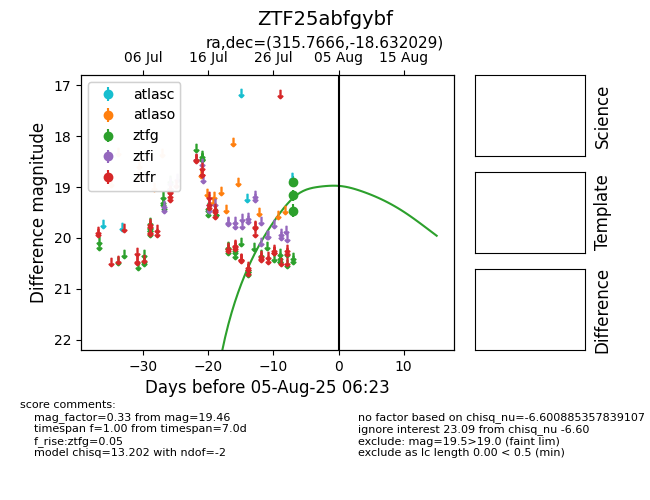 ZTF25abfgybf
ra,dec=(315.7666,-18.632029)
06 Jul 16 Jul 26 Jul 05 Aug 15 Aug
17
18
19
20
21
22
Difference magnitude
atlasc
atlaso
ztfg
ztfi
ztfr
−30 −20 −10 0 10
Days before 05-Aug-25 06:23
Science
Template
Difference
score comments:
mag_factor=0.33 from mag=19.46
timespan f=1.00 from timespan=7.0d
f_rise:ztfg=0.05
model chisq=13.202 with ndof=-2
no factor based on chisq_nu=-6.600885357839107
ignore interest 23.09 from chisq_nu -6.60
exclude: mag=19.5>19.0 (faint lim)
exclude as lc length 0.00 < 0.5 (min)